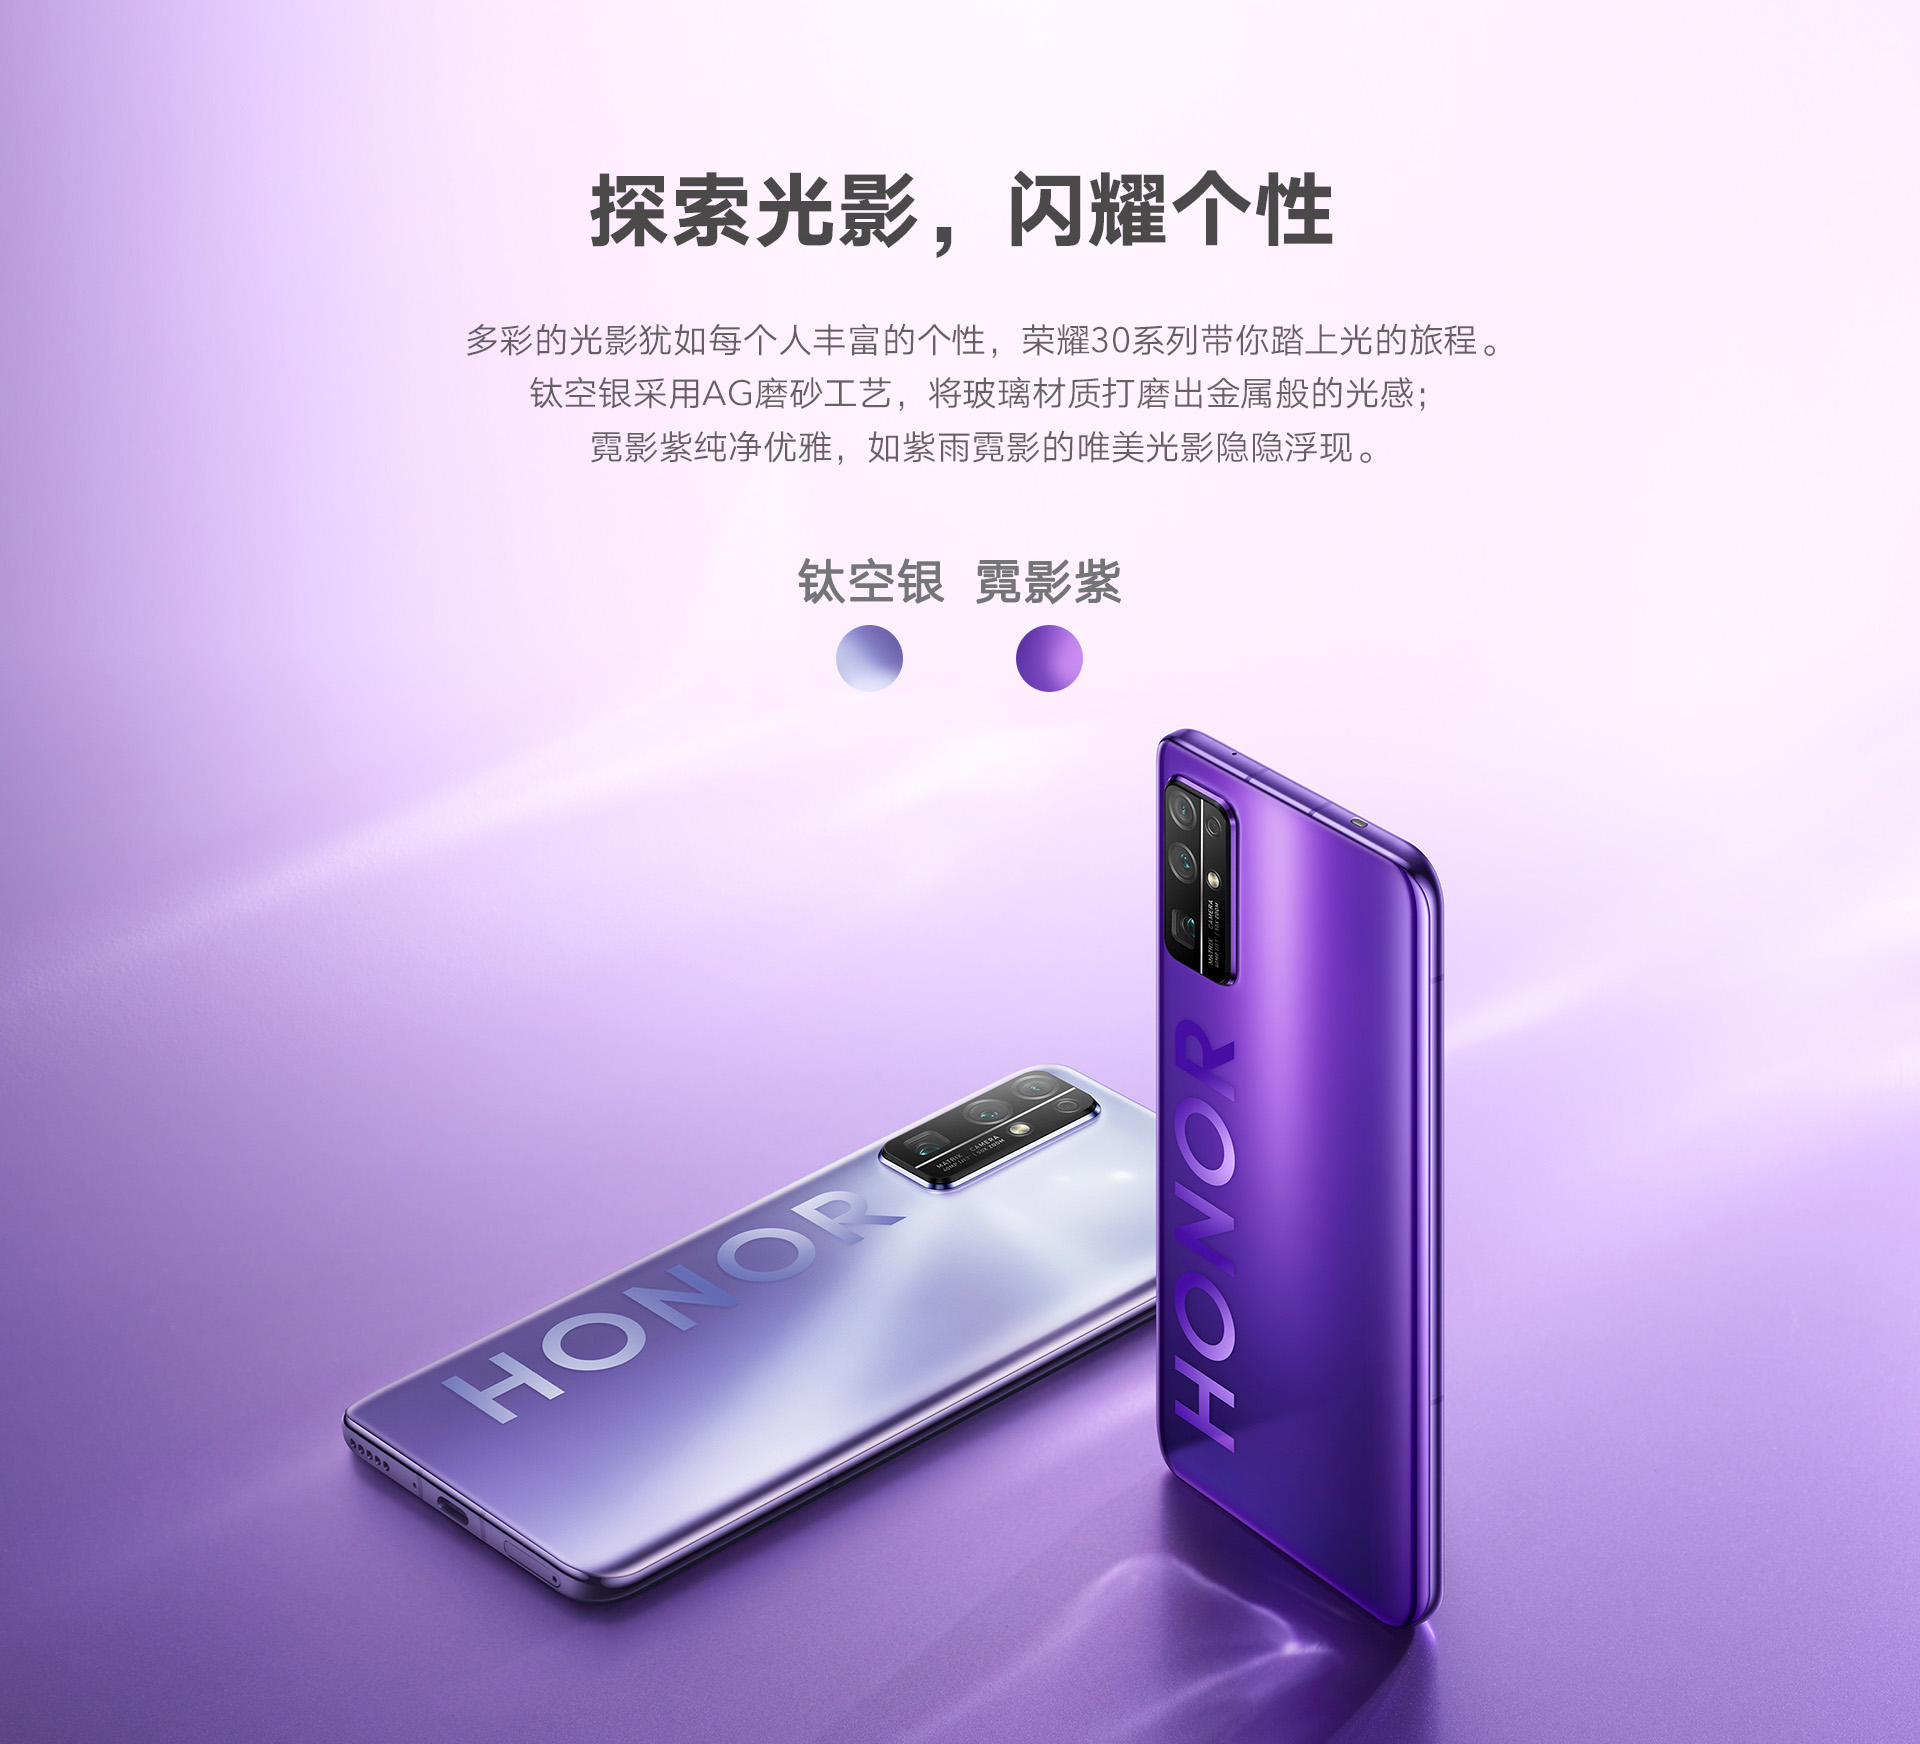 探索光影，闪耀个性
多彩的光影犹如每个人丰富的个性，荣耀30系列带你踏上光的旅程。
钛空银采用AG磨砂工艺，将玻璃材质打磨出金属般的光感；
霓影紫纯净优雅，如紫雨霓影的唯美光影隐隐浮现。
钛空银 霓影紫
HONOR
MATRIX CAMERA
HONOR
MATRIX CAMERA